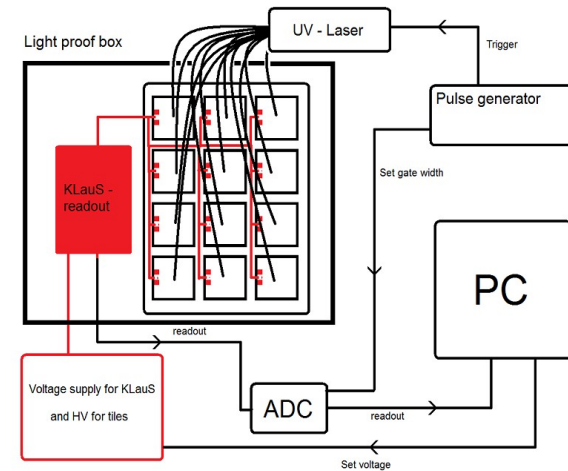 UV - Laser
Light proof box
Trigger
Pulse generator
KLauS -
readout
Set gate width
PC
readout
Voltage supply for KLauS
and HV for tiles
ADC
readout
Set voltage